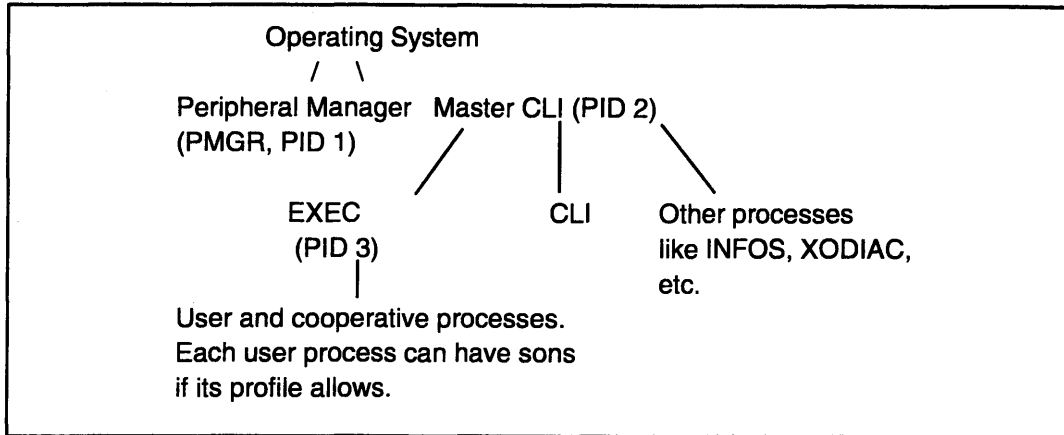 Operating System
Peripheral Manager Master CLI (PID 2)
(PMGR, PID 1)
EXEC CLI Other processes
(PID 3) like INFOS, XODIAC,
etc.
User and cooperative processes.
Each user process can have sons
if its profile allows.